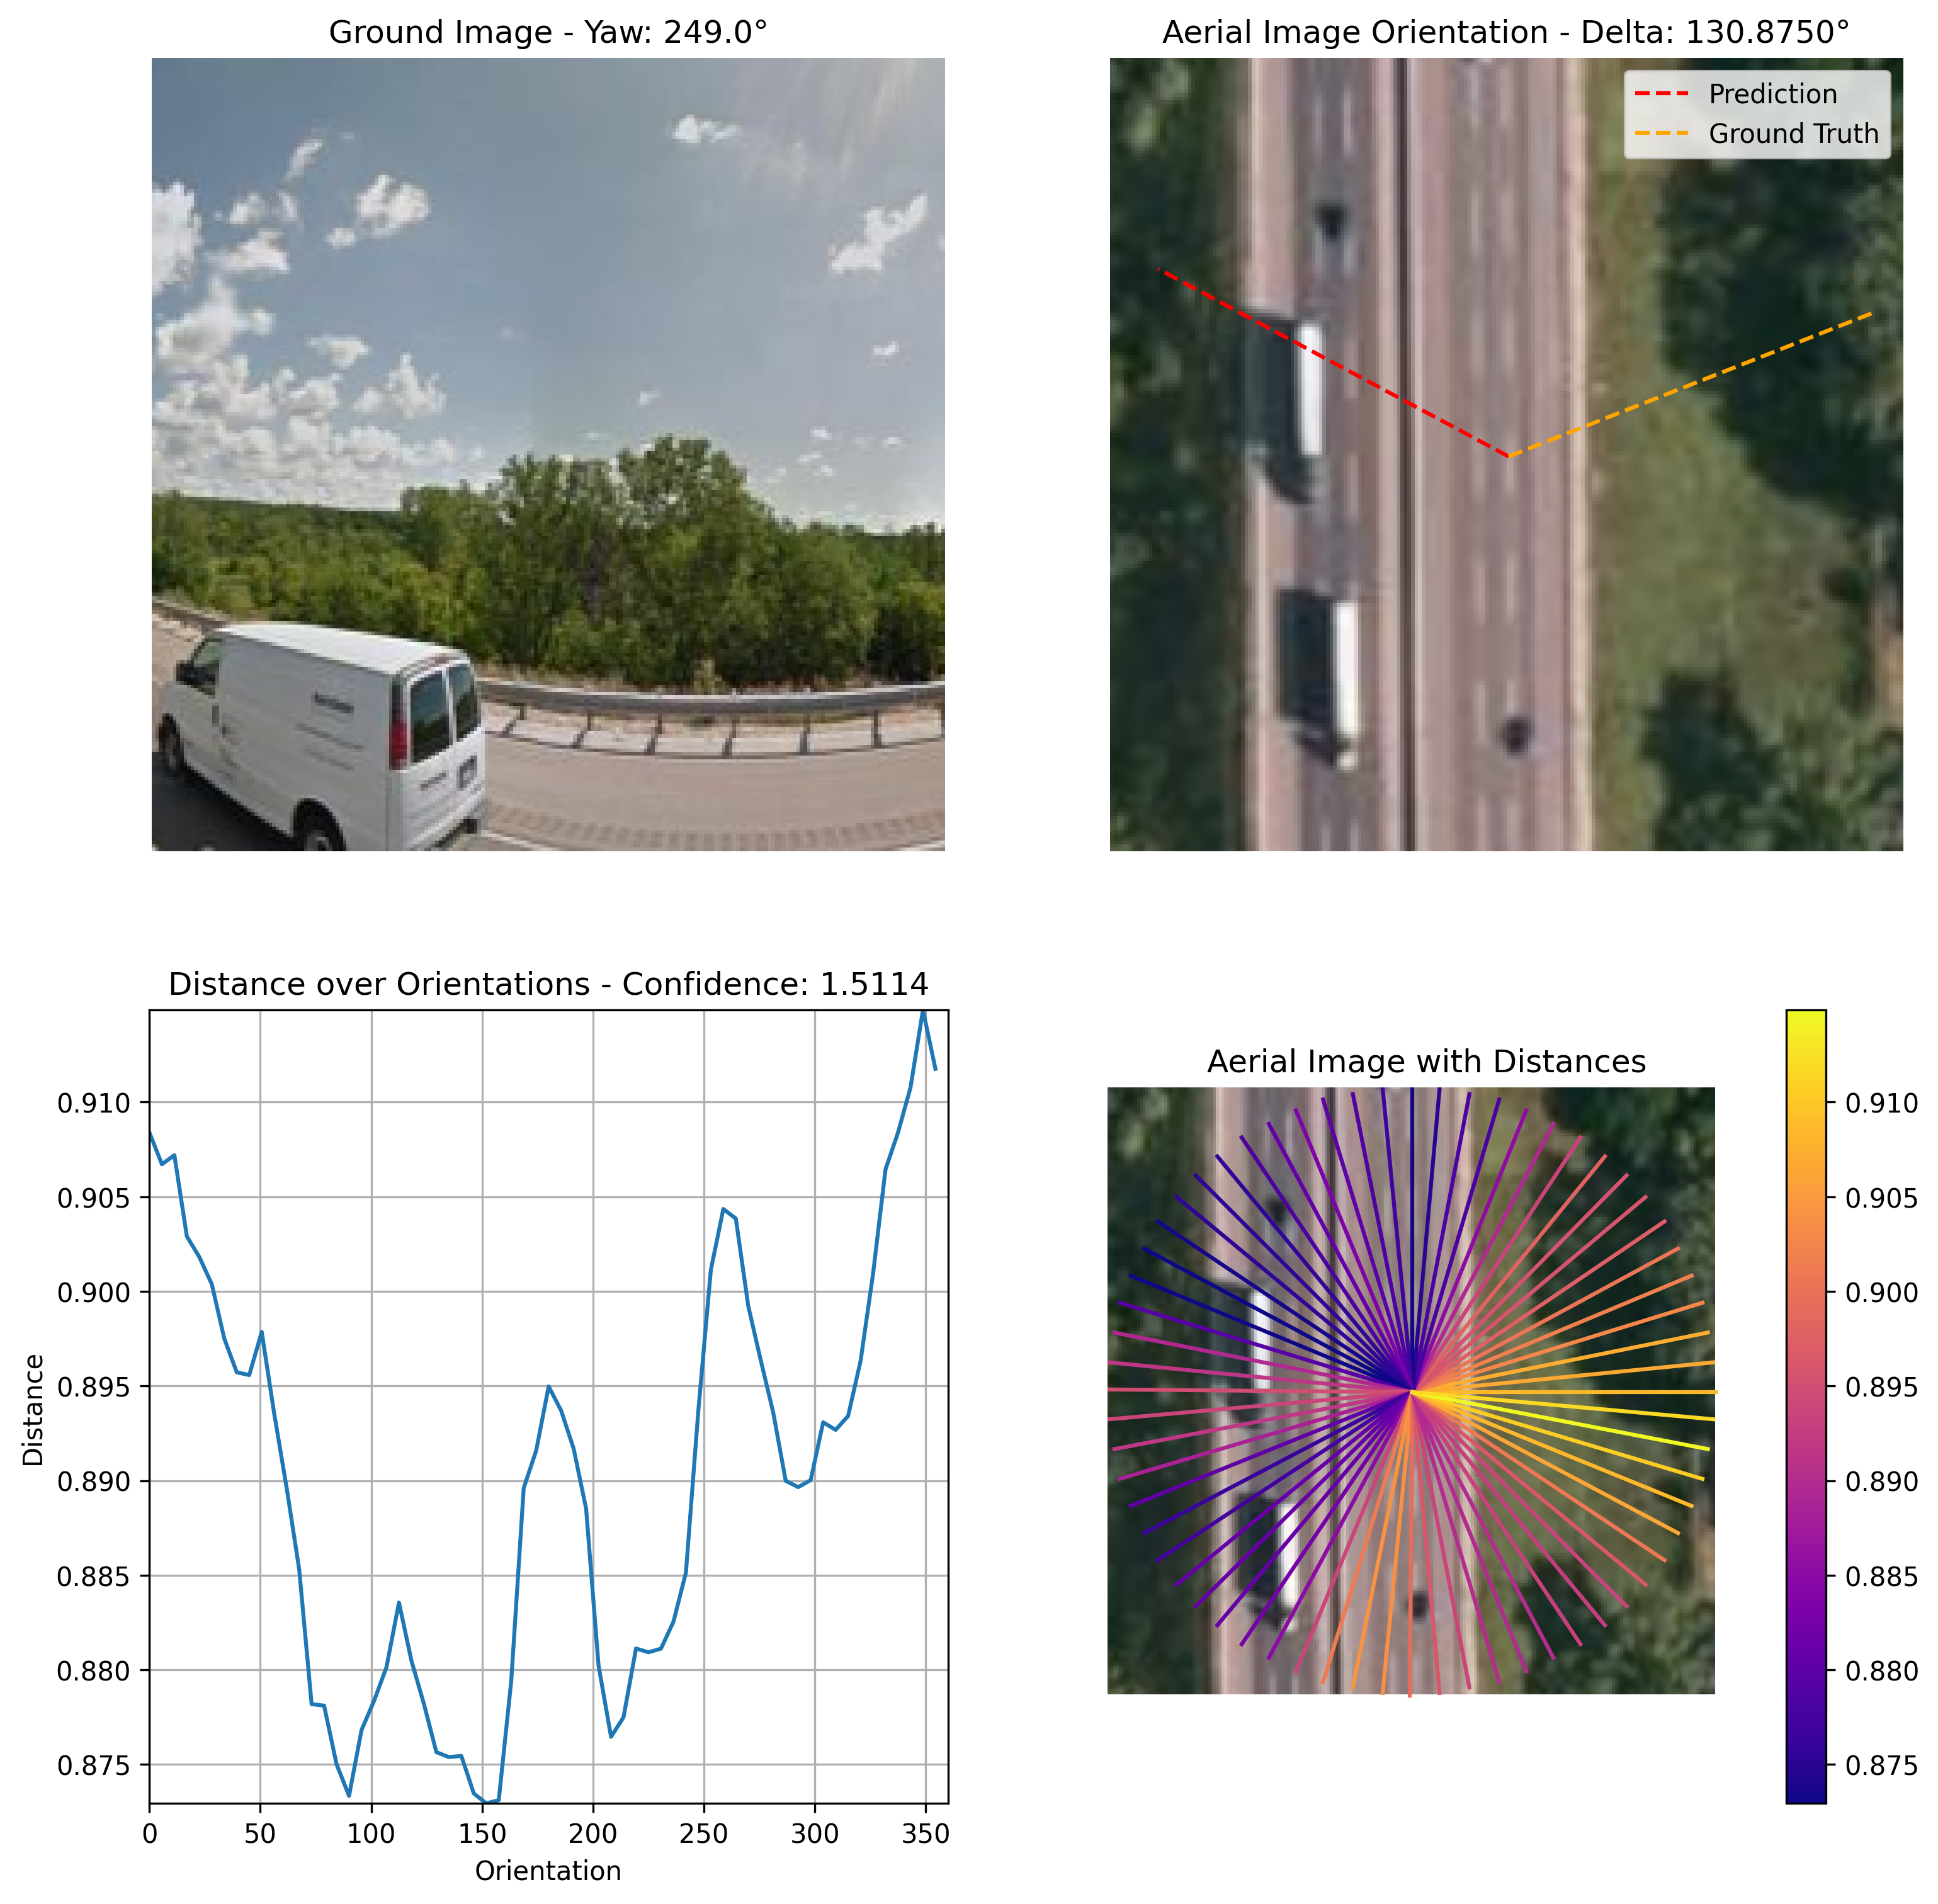 Ground Image - Yaw: 249.0°
Aerial Image Orientation - Delta: 130.8750°
Prediction
Ground Truth
Distance over Orientations - Confidence: 1.5114
0.910
0.905
0.900
0.895
0.890
0.885
0.880
0.875
Distance
0 50 100 150 200 250 300 350
Orientation
Aerial Image with Distances
0.910
0.905
0.900
0.895
0.890
0.885
0.880
0.875